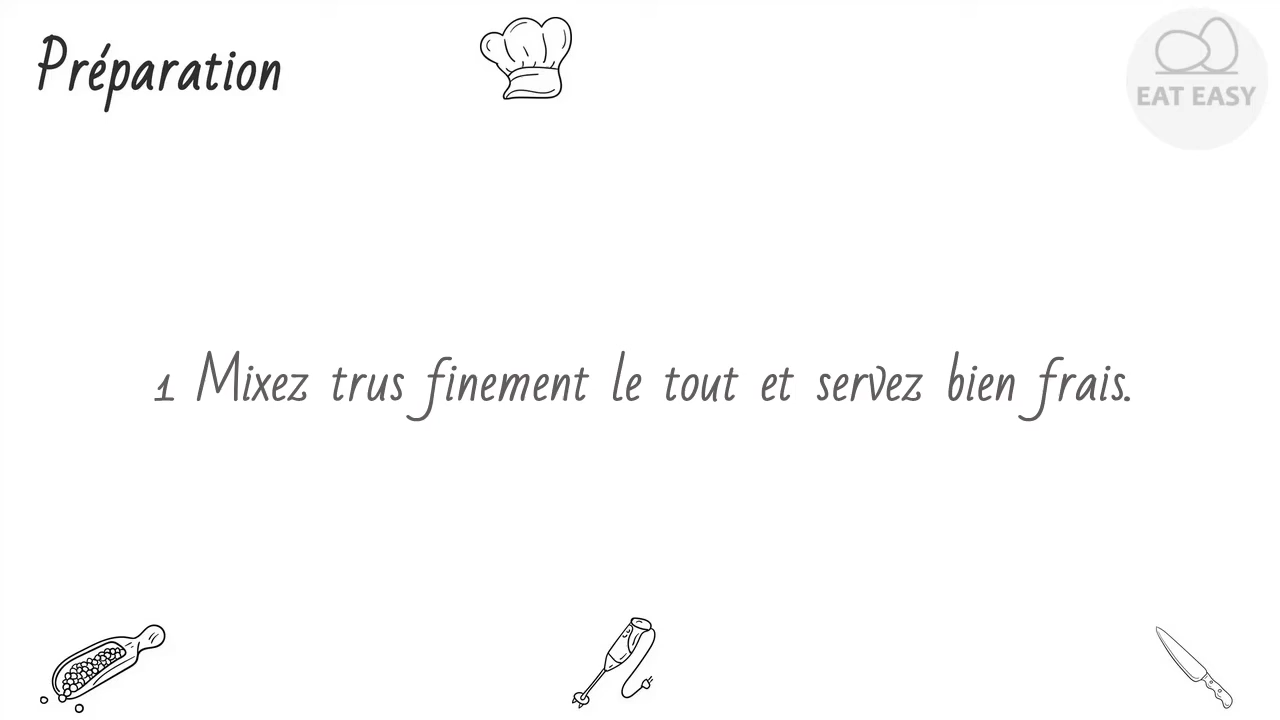 Préparation
EAT EASY
1 Mixez trus finement le tout et servez bien frais.